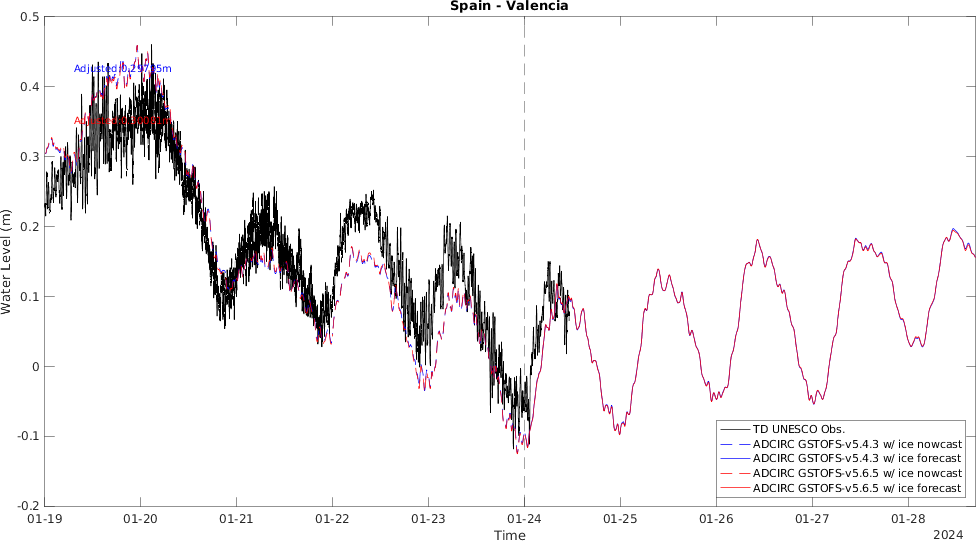 Spain - Valencia
Water Level (m)
0.5
0.4
0.3
0.2
0.1
0
-0.1
-0.2
Adjusted
Adjusted
TD UNESCO Obs.
ADCIRC GSTOFS-v5.4.3 w/ ice nowcast
ADCIRC GSTOFS-v5.4.3 w/ ice forecast
ADCIRC GSTOFS-v5.6.5 w/ ice nowcast
ADCIRC GSTOFS-v5.6.5 w/ ice forecast
01-19 01-20 01-21 01-22 01-23 01-24 01-25 01-26 01-27 01-28
Time
2024